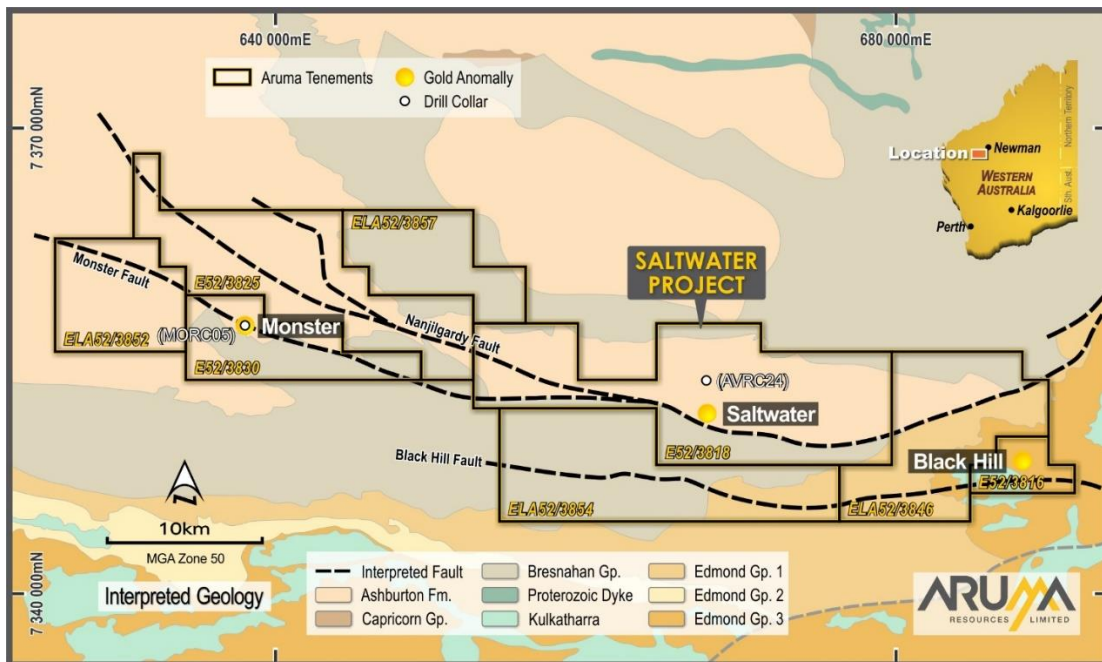 640 000mE
680 000mE
7 370 000mN
7 340 000mN
Aruma Tenements
Gold Anomally
Drill Collar
Location
Newman
WESTERN
AUSTRALIA
Kalgoorlie
Perth
Northern Territory
Sth. Aust.
ELA52/3857
SALTWATER
PROJECT
Monster Fault
E52/3825
Nanjilgardy Fault
(MORC05)
Monster
ELA52/3852
E52/3830
(AVRC24)
Saltwater
Black Hill Fault
E52/3818
Black Hill
E52/3816
ELA52/3854
ELA52/3846
N
10km
MGA Zone 50
Interpreted Geology
Interpreted Fault
Bresnahan Gp.
Edmond Gp. 1
Ashburton Fm.
Proterozoic Dyke
Edmond Gp. 2
Capricorn Gp.
Kulkatharra
Edmond Gp. 3
ARUMA
RESOURCES LIMITED